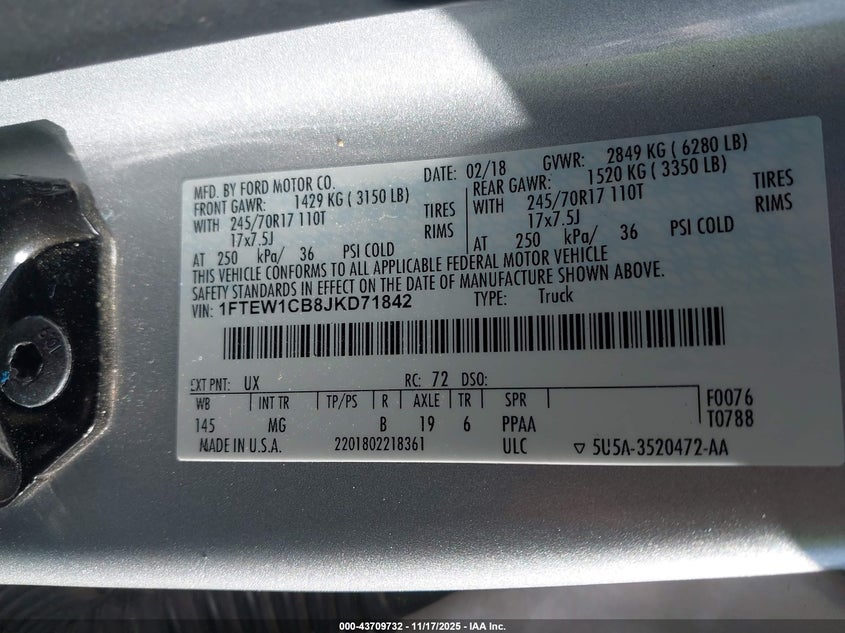 MFD. BY FORD MOTOR CO. DATE: 02/18 GVWR: 2849 KG ( 6280 LB)
FRONT GAWR: 1429 KG ( 3150 LB) REAR GAWR: 1520 KG ( 3350 LB)
WITH 245/70R17 110T TIRES WITH 245/70R17 110T TIRES
17x7.5J RIMS 17x7.5J RIMS
AT 250 kPa/ 36 PSI COLD AT 250 kPa/ 36 PSI COLD
THIS VEHICLE CONFORMS TO ALL APPLICABLE FEDERAL MOTOR VEHICLE
SAFETY STANDARDS IN EFFECT ON THE DATE OF MANUFACTURE SHOWN ABOVE.
VIN: 1FTEW1CB8JKD71842 TYPE: Truck
EXT PNT: UX RC: 72 DSO:
WB INT TR TP/PS R AXLE TR SPR F0076
145 MG B 19 6 PPAA T0788
MADE IN U.S.A. 2201802218361 ULC ▽ 5U5A-3520472-AA
000-43709732 - 11/17/2025 - IAA Inc.